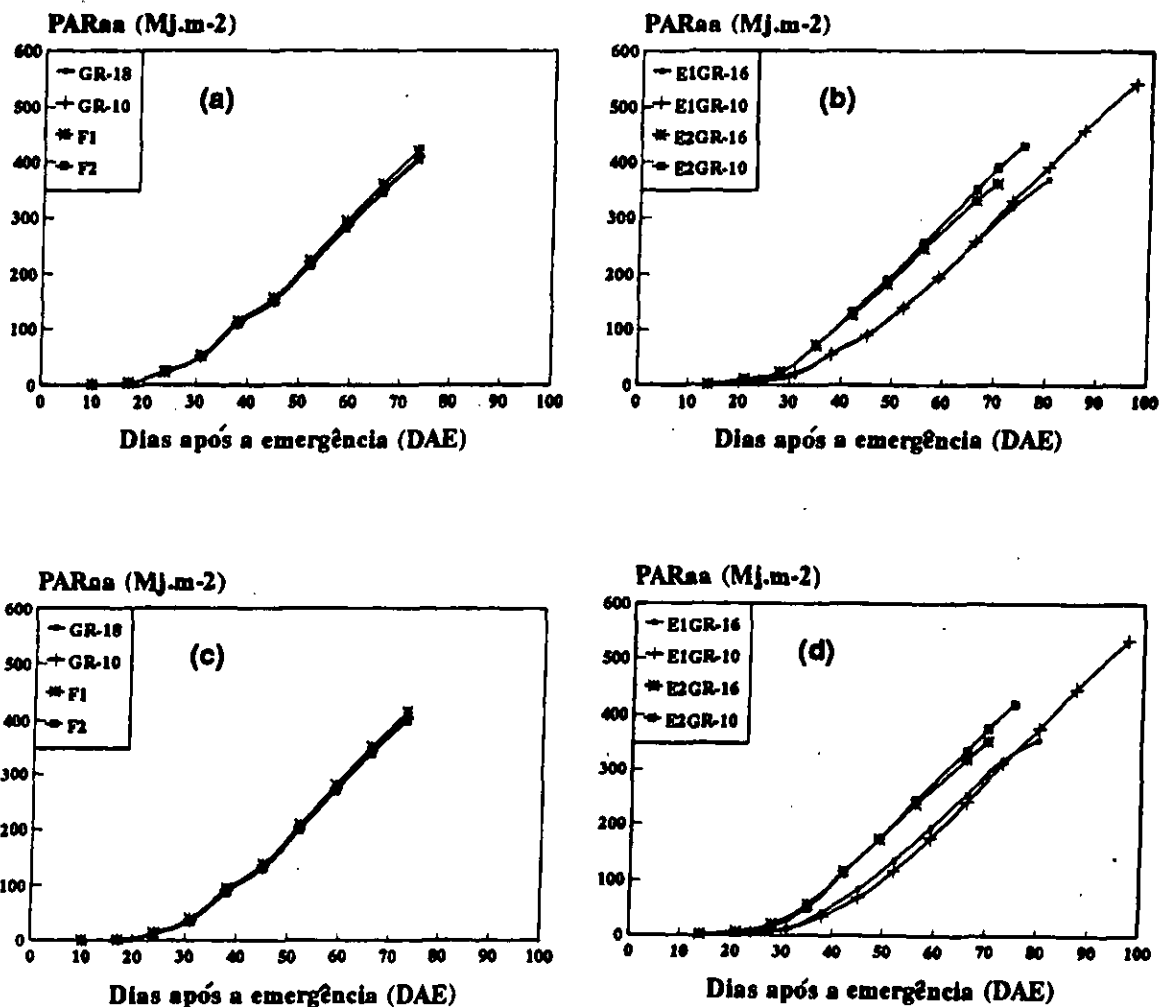 PARaa (Mj.m-2)
600
500
400
300
200
100
0
GR-18
GR-10
F1
F2
(a)
0 10 20 30 40 50 60 70 80 90 100
Dias após a emergência (DAE)
PARaa (Mj.m-2)
600
500
400
300
200
100
0
E1GR-16
E1GR-10
E2GR-16
E2GR-10
(b)
0 10 20 30 40 50 60 70 80 90 100
Dias após a emergência (DAE)
PARaa (Mj.m-2)
600
500
400
300
200
100
0
GR-18
GR-10
F1
F2
(c)
0 10 20 30 40 50 60 70 80 90 100
Dias após a emergência (DAE)
PARaa (Mj.m-2)
600
500
400
300
200
100
0
E1GR-16
E1GR-10
E2GR-16
E2GR-10
(d)
0 10 20 30 40 50 60 70 80 90 100
Dias após a emergência (DAE)